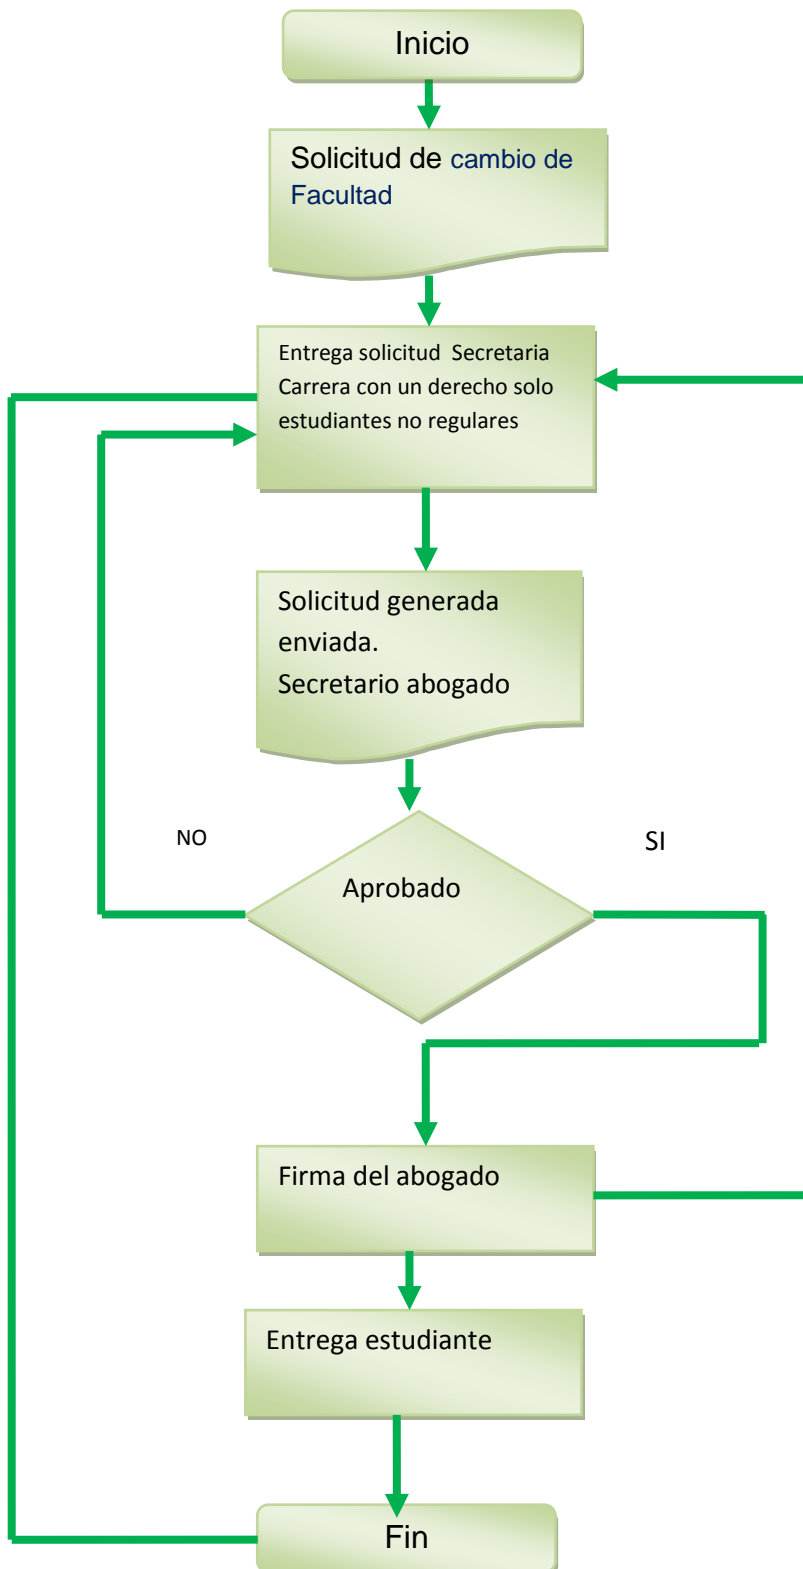 Inicio
Solicitud de cambio de
Facultad
Entrega solicitud  Secretaria
Carrera con un derecho solo
estudiantes no regulares
Solicitud generada
enviada.
Secretario abogado
NO
SI
Aprobado
Firma del abogado
Entrega estudiante
Fin